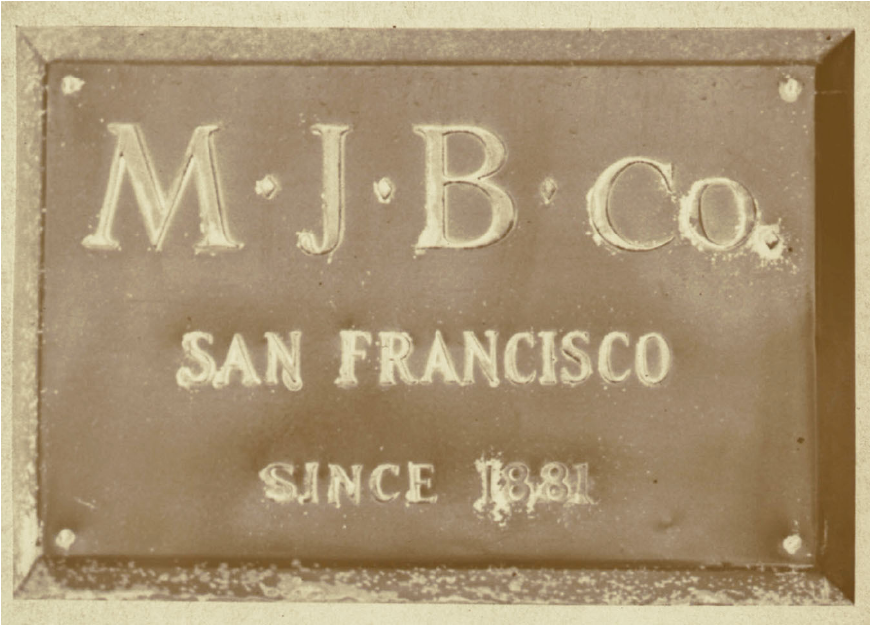 M·J·B·Co.
SAN FRANCISCO
SINCE 1881